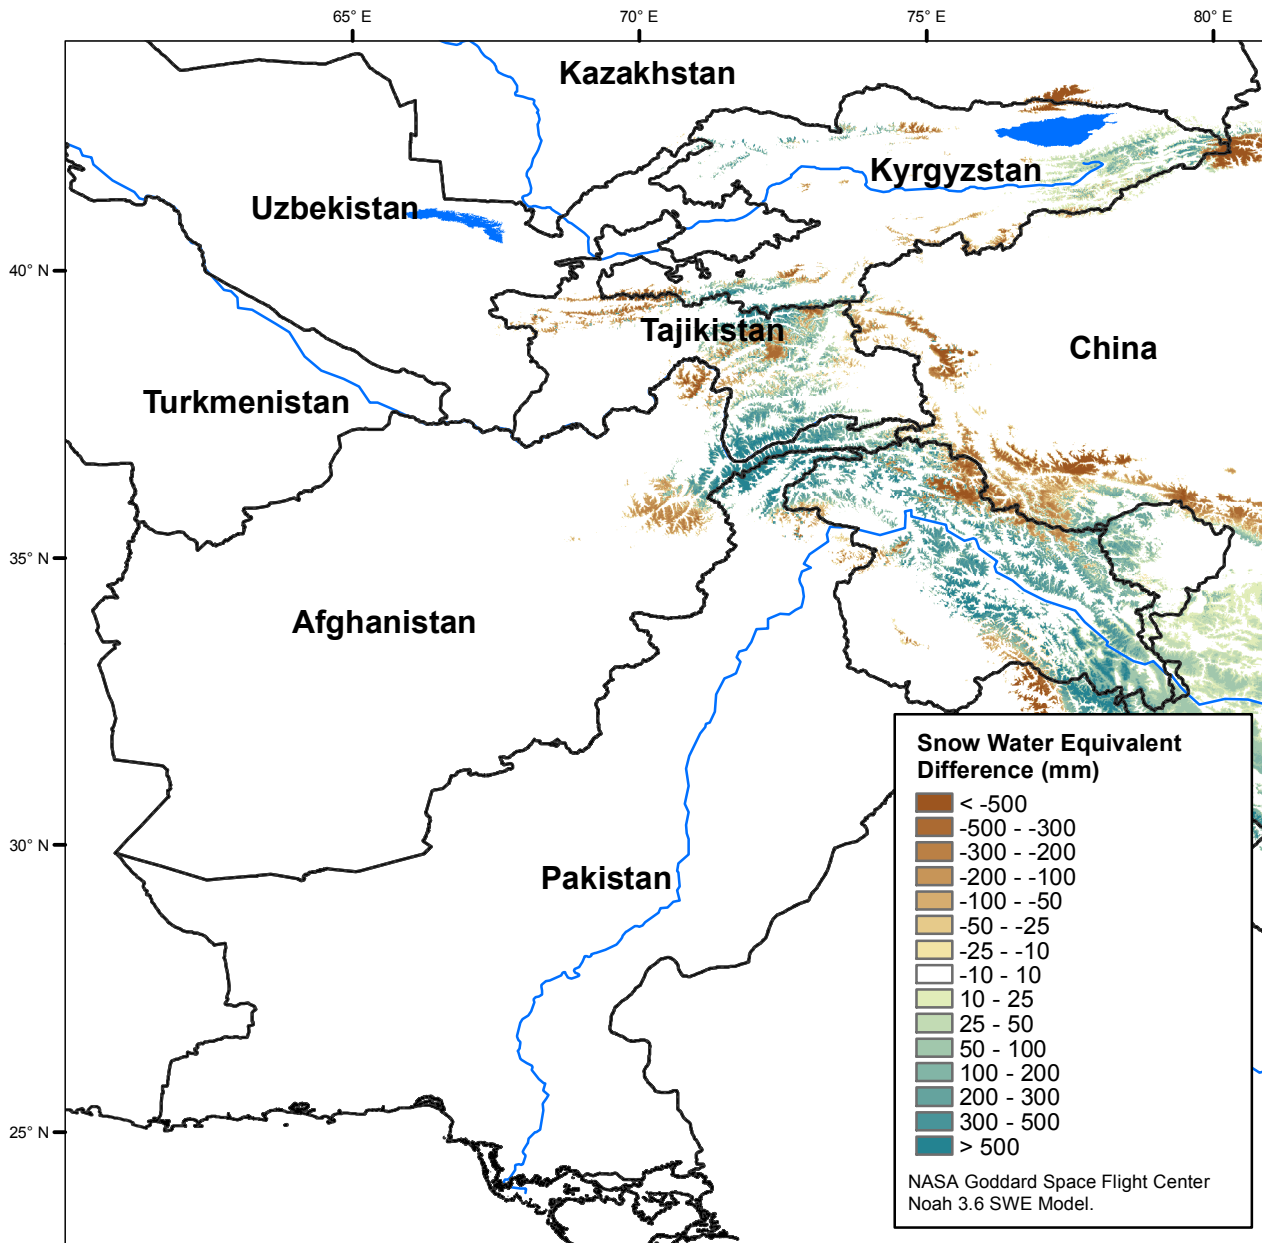 65° E
70° E
75° E
80° E
Kazakhstan
Kyrgyzstan
Uzbekistan
40° N
Tajikistan
China
Turkmenistan
35° N
Afghanistan
30° N
Pakistan
25° N
Snow Water Equivalent
Difference (mm)
< -500
-500 - -300
-300 - -200
-200 - -100
-100 - -50
-50 - -25
-25 - -10
-10 - 10
10 - 25
25 - 50
50 - 100
100 - 200
200 - 300
300 - 500
> 500
NASA Goddard Space Flight Center
Noah 3.6 SWE Model.